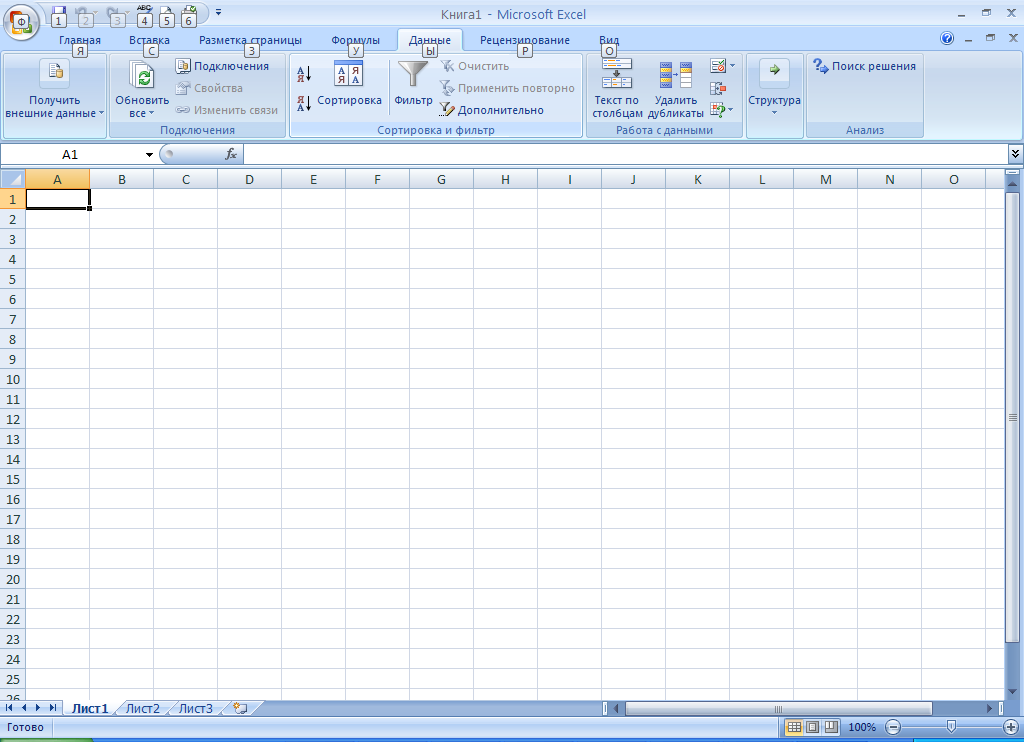 Книга1 - Microsoft Excel
Ф 1 2 3 4 5 6
ABC
Главная Вставка Разметка страницы Формулы Данные Рецензирование Вид
Я С З У Ы Р О
Получить внешние данные
Обновить все
Подключения
Свойства
Изменить связи
Подключения
А Я
Я А
Сортировка
Фильтр
Очистить
Применить повторно
Дополнительно
Сортировка и фильтр
Текст по столбцам
Удалить дубликаты
Работа с данными
Структура
Поиск решения
Анализ
A1 fx
A B C D E F G H I J K L M N O
1
2
3
4
5
6
7
8
9
10
11
12
13
14
15
16
17
18
19
20
21
22
23
24
25
26
Лист1 Лист2 Лист3
Готово 100%